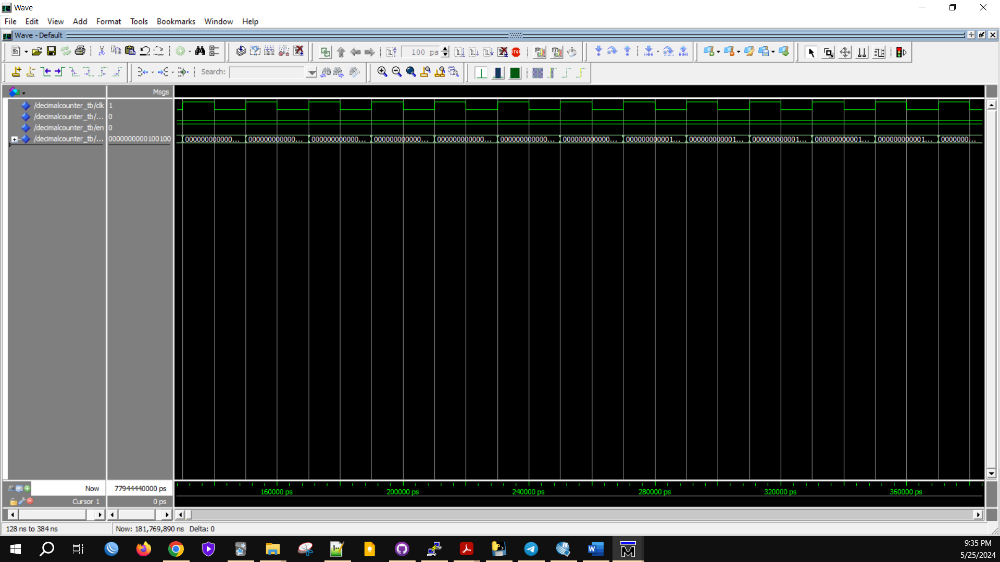 Wave
File Edit View Add Format Tools Bookmarks Window Help
Wave - Default
100 ps
STOP
Search:
Msgs
/decimalcounter_tb/clk 1
/decimalcounter_tb/... 0
/decimalcounter_tb/en 0
/decimalcounter_tb/... 0000000000100100 000000000000... 000000000000... 000000000000... 000000000000... 000000000000... 000000000000... 000000000000... 000000000001... 000000000001... 000000000001... 000000000001... 000000000001... 0000000...
Now 77944440000 ps 160000 ps 200000 ps 240000 ps 280000 ps 320000 ps 360000 ps
Cursor 1 0 ps
128 ns to 384 ns Now: 181,769,890 ns Delta: 0
9:35 PM
5/25/2024